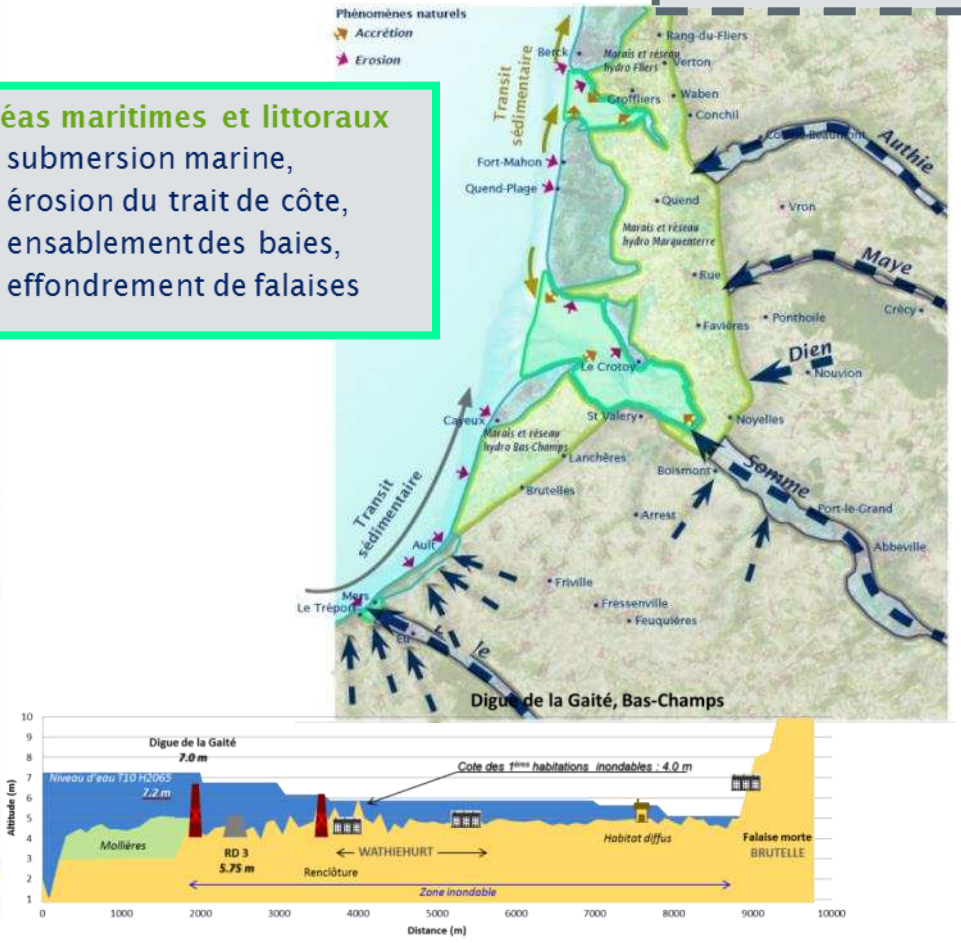 Phénomènes naturels
Accrétion
Erosion
éas maritimes et littoraux
submersion marine,
érosion du trait de côte,
ensablement des baies,
effondrement de falaises
Transit
sédimentaire
Berck
Rang-du-Fliers
Marais et réseau
hydro Fliers
Verton
Groffliers
Waben
Conchil
Authie
Fort-Mahon
Quend-Plage
Quend
Vron
Marais et réseau
hydro Marquenterre
Rue
Maye
Crécy
Favières
Ponthoile
Dien
Nouvion
Le Crotoy
Cayeux
St Valery
Noyelles
Marais et réseau
hydro Bas-Champs
Lanchères
Boismont
Somme
Brutelles
Port-le-Grand
Transit
sédimentaire
Arrest
Abbeville
Ault
Friville
Mers
Le Tréport
Fressenville
Feuquières
Eu
le
Digue de la Gaité, Bas-Champs
Altitude (m)
10
9
8
7
6
5
4
3
2
1
Digue de la Gaité
7.0 m
Niveau d'eau T10 H2065
7.2 m
Cote des 1ères habitations inondables : 4.0 m
Mollières
RD 3
5.75 m
Renclôture
WATHIEHURT
Habitat diffus
Falaise morte
BRUTELLE
Zone inondable
0 1000 2000 3000 4000 5000 6000 7000 8000 9000 10000
Distance (m)